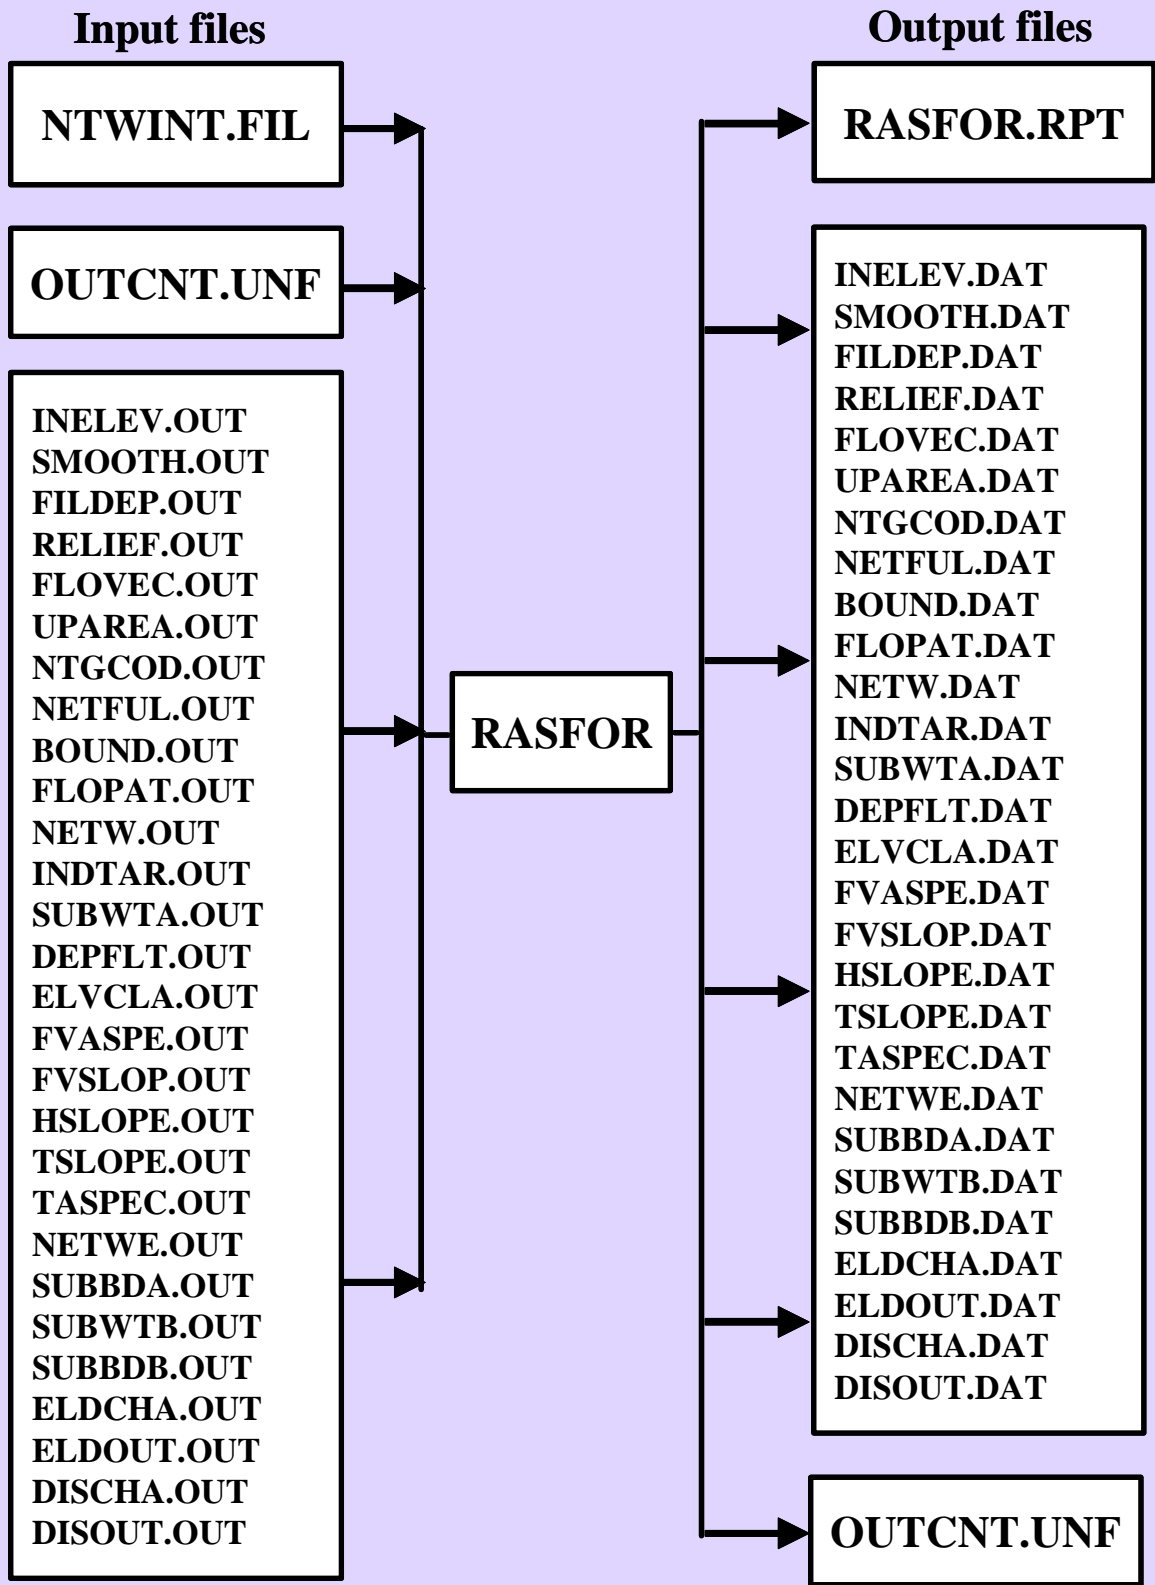 Input files
NTWINT.FIL
OUTCNT.UNF
INELEV.OUT
SMOOTH.OUT
FILDEP.OUT
RELIEF.OUT
FLOVEC.OUT
UPAREA.OUT
NTGCOD.OUT
NETFUL.OUT
BOUND.OUT
FLOPAT.OUT
NETW.OUT
INDTAR.OUT
SUBWTA.OUT
DEPFLT.OUT
ELVCLA.OUT
FVASPE.OUT
FVSLOP.OUT
HSLOPE.OUT
TSLOPE.OUT
TASPEC.OUT
NETWE.OUT
SUBBDA.OUT
SUBWTB.OUT
SUBBDB.OUT
ELDCHA.OUT
ELDOUT.OUT
DISCHA.OUT
DISOUT.OUT
RASFOR
Output files
RASFOR.RPT
INELEV.DAT
SMOOTH.DAT
FILDEP.DAT
RELIEF.DAT
FLOVEC.DAT
UPAREA.DAT
NTGCOD.DAT
NETFUL.DAT
BOUND.DAT
FLOPAT.DAT
NETW.DAT
INDTAR.DAT
SUBWTA.DAT
DEPFLT.DAT
ELVCLA.DAT
FVASPE.DAT
FVSLOP.DAT
HSLOPE.DAT
TSLOPE.DAT
TASPEC.DAT
NETWE.DAT
SUBBDA.DAT
SUBWTB.DAT
SUBBDB.DAT
ELDCHA.DAT
ELDOUT.DAT
DISCHA.DAT
DISOUT.DAT
OUTCNT.UNF